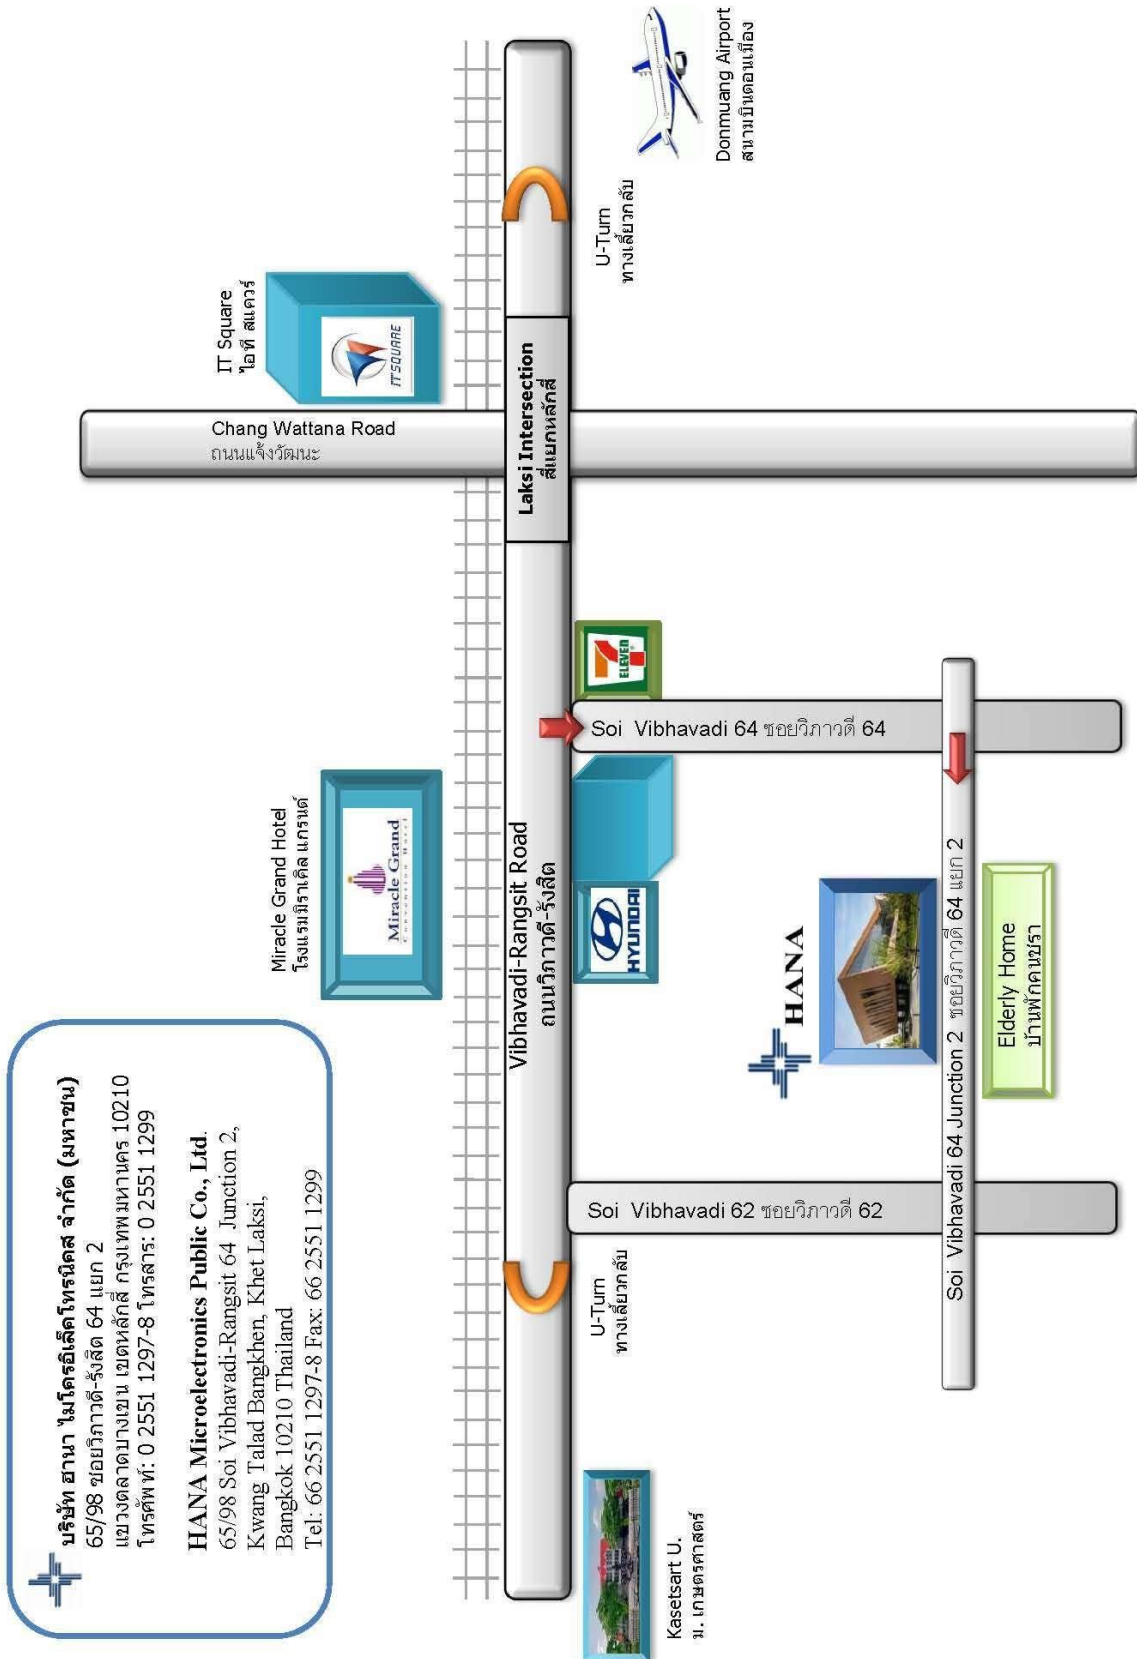 บริษัท ฮานา ไมโครอิเล็คโทรนิคส จำกัด (มหาชน)
65/98 ซอยวิภาวดี-รังสิต 64 แยก 2
แขวงตลาดบางเขน เขตหลักสี่ กรุงเทพมหานคร 10210
โทรศัพท์: 0 2551 1297-8 โทรสาร: 0 2551 1299
HANA Microelectronics Public Co., Ltd.
65/98 Soi Vibhavadi-Rangsit 64 Junction 2,
Kwang Talad Bangkhen, Khet Laksi,
Bangkok 10210 Thailand
Tel: 66 2551 1297-8 Fax: 66 2551 1299
Miracle Grand Hotel
โรงแรมมิราเคิล แกรนด์
Miracle Grand
Convention Hotel
IT Square
ไอที สแควร์
IT SQUARE
Chang Wattana Road
ถนนแจ้งวัฒนะ
Vibhavadi-Rangsit Road
ถนนวิภาวดี-รังสิต
Laksi Intersection
สี่แยกหลักสี่
U-Turn
ทางเลี้ยวกลับ
Donmuang Airport
สนามบินดอนเมือง
Kasetsart U.
ม. เกษตรศาสตร์
U-Turn
ทางเลี้ยวกลับ
Soi Vibhavadi 62 ซอยวิภาวดี 62
HYUNDAI
7
ELEVEN
Soi Vibhavadi 64 ซอยวิภาวดี 64
HANA
Soi Vibhavadi 64 Junction 2 ซอยวิภาวดี 64 แยก 2
Elderly Home
บ้านพักคนชรา